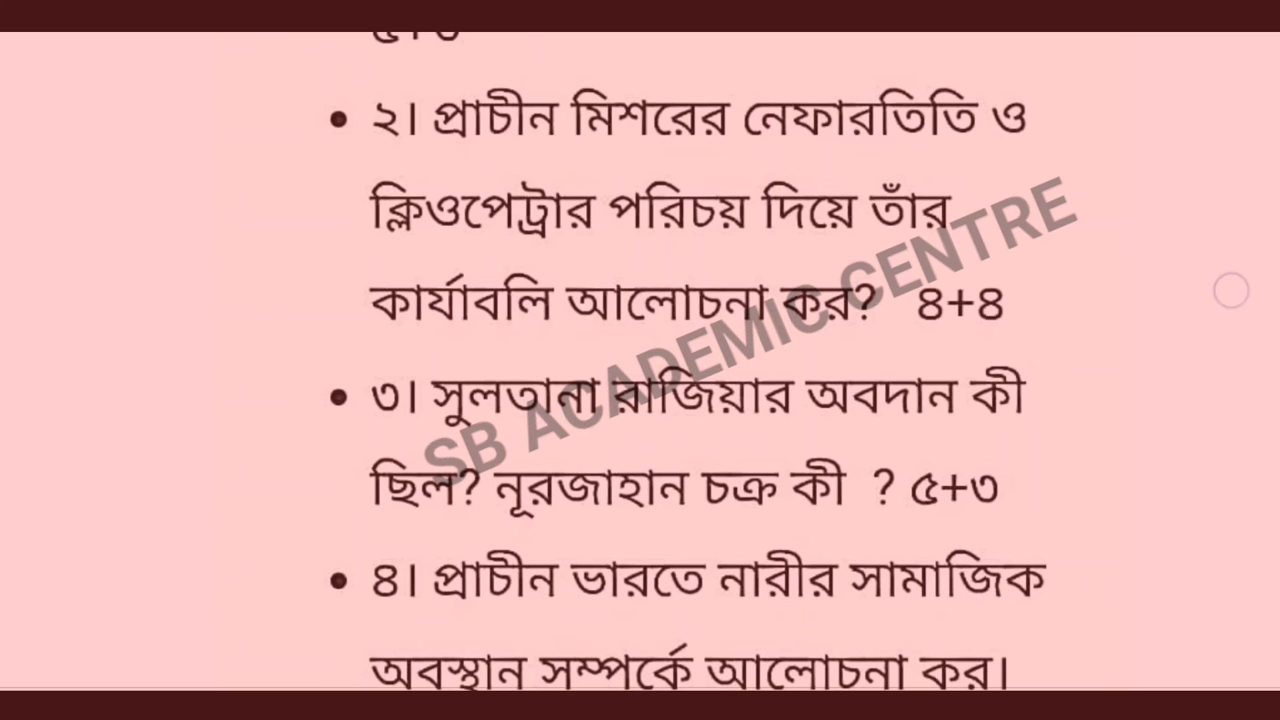 ২। প্রাচীন মিশরের নেফারতিতি ও
ক্লিওপেট্রার পরিচয় দিয়ে তাঁর
কার্যাবলি আলোচনা কর? ৪+৪
৩। সুলতানা রাজিয়ার অবদান কী
ছিল? নূরজাহান চক্র কী ? ৫+৩
৪। প্রাচীন ভারতে নারীর সামাজিক
অবস্থান সম্পর্কে আলোচনা কর।
SB ACADEMIC CENTRE